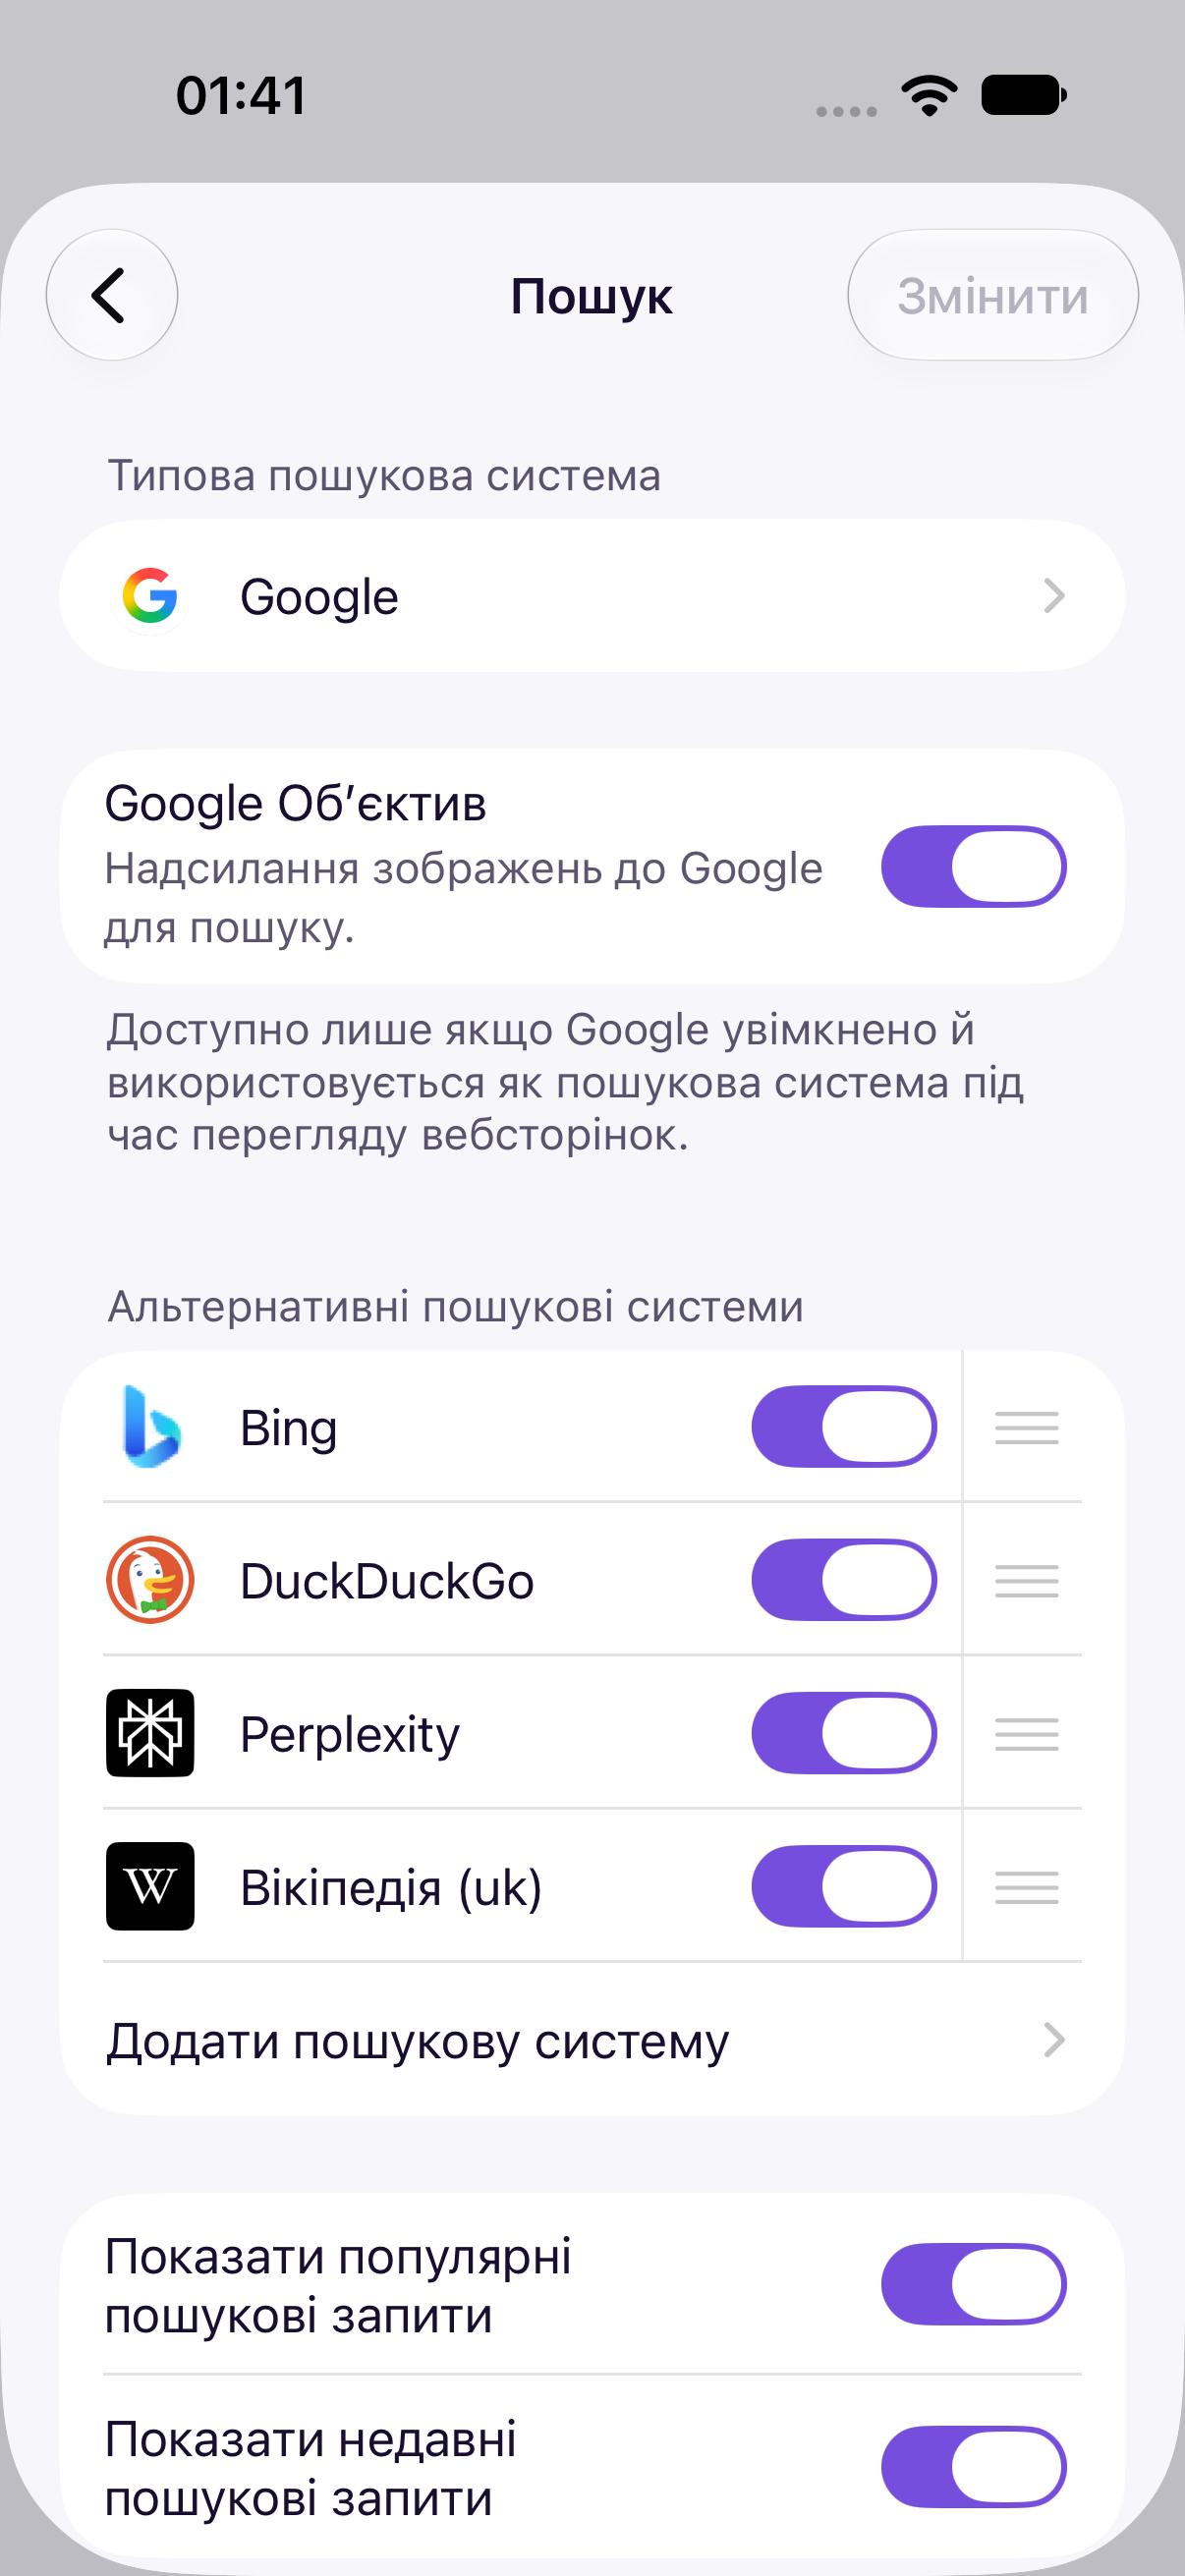 01:41
Пошук
Змінити
Типова пошукова система
Google
Google Обʼєктив
Надсилання зображень до Google
для пошуку.
Доступно лише якщо Google увімкнено й
використовується як пошукова система під
час перегляду вебсторінок.
Альтернативні пошукові системи
Bing
DuckDuckGo
Perplexity
Вікіпедія (uk)
Додати пошукову систему
Показати популярні
пошукові запити
Показати недавні
пошукові запити